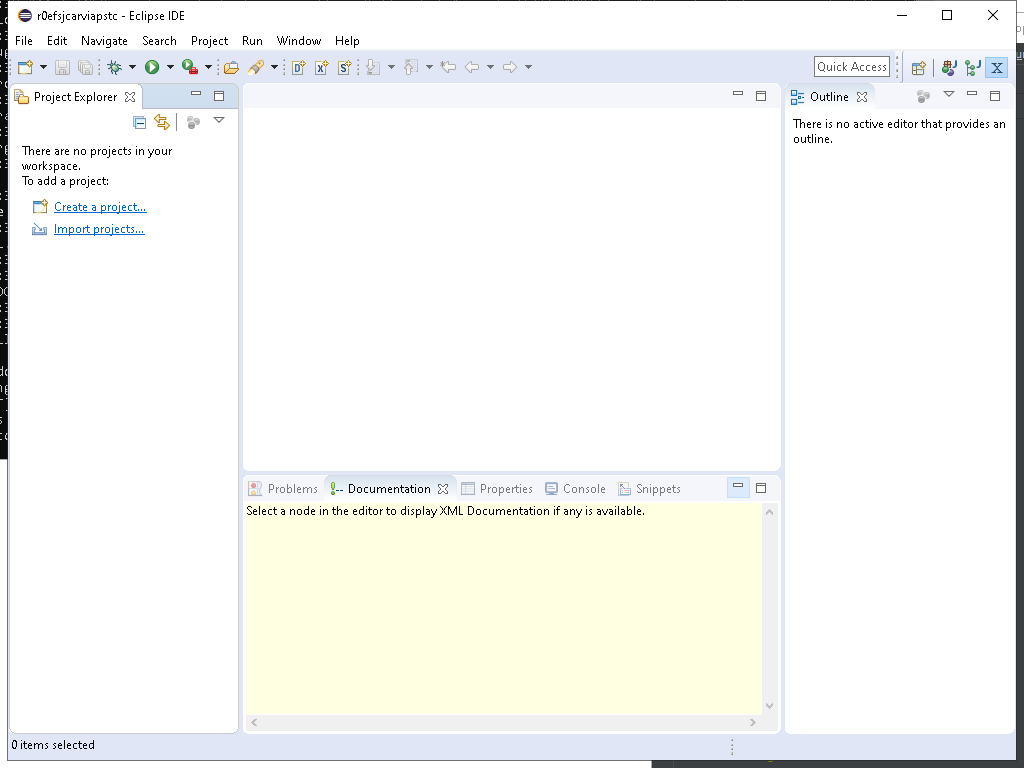 r0efsjcarviapstc - Eclipse IDE
File Edit Navigate Search Project Run Window Help
Quick Access
Project Explorer
Outline
There are no projects in your
workspace.
To add a project:
Create a project...
Import projects...
There is no active editor that provides an
outline.
Problems Documentation Properties Console Snippets
Select a node in the editor to display XML Documentation if any is available.
0 items selected